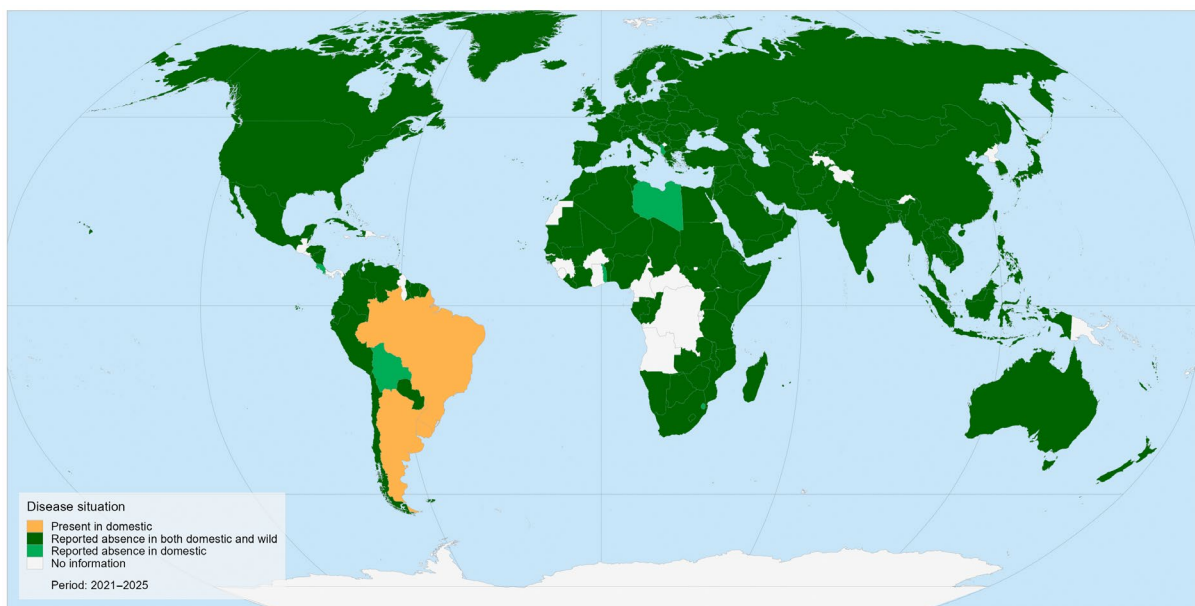 Disease situation
Present in domestic
Reported absence in both domestic and wild
Reported absence in domestic
No information
Period: 2021–2025